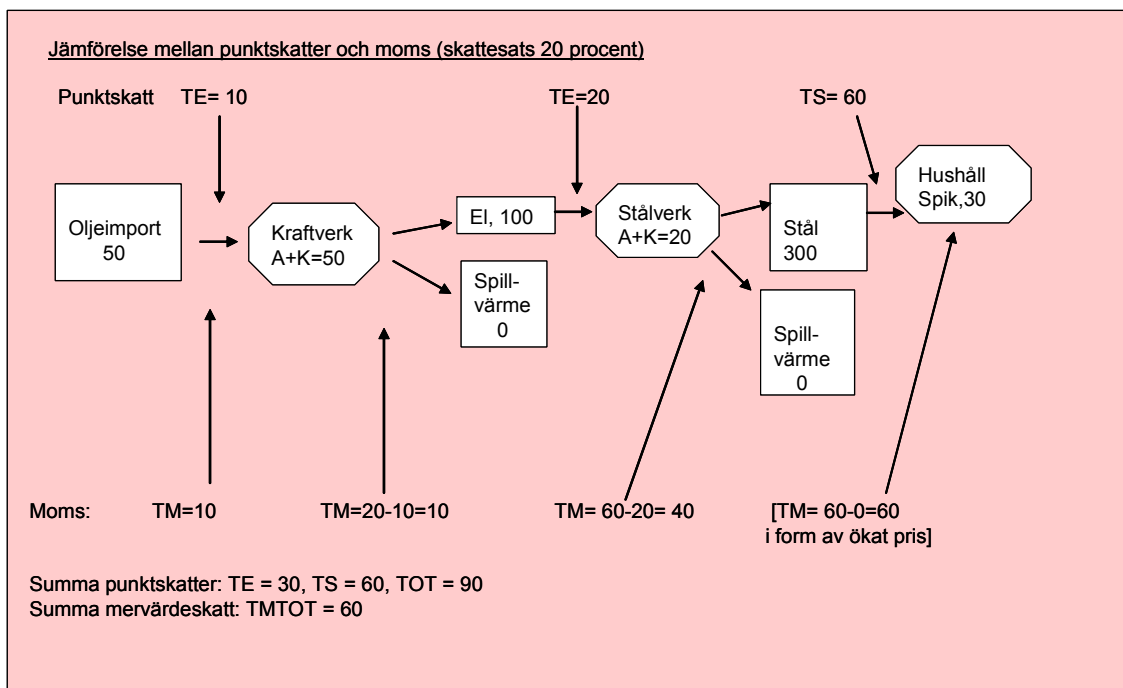 Jämförelse mellan punktskatter och moms (skattesats 20 procent)
Punktskatt TE= 10 TE=20 TS= 60
Oljeimport
50
Kraftverk
A+K=50
El, 100
Spill-
värme
0
Stålverk
A+K=20
Stål
300
Spill-
värme
0
Hushåll
Spik,30
Moms: TM=10 TM=20-10=10 TM= 60-20= 40 [TM= 60-0=60
i form av ökat pris]
Summa punktskatter: TE = 30, TS = 60, TOT = 90
Summa mervärdeskatt: TMTOT = 60